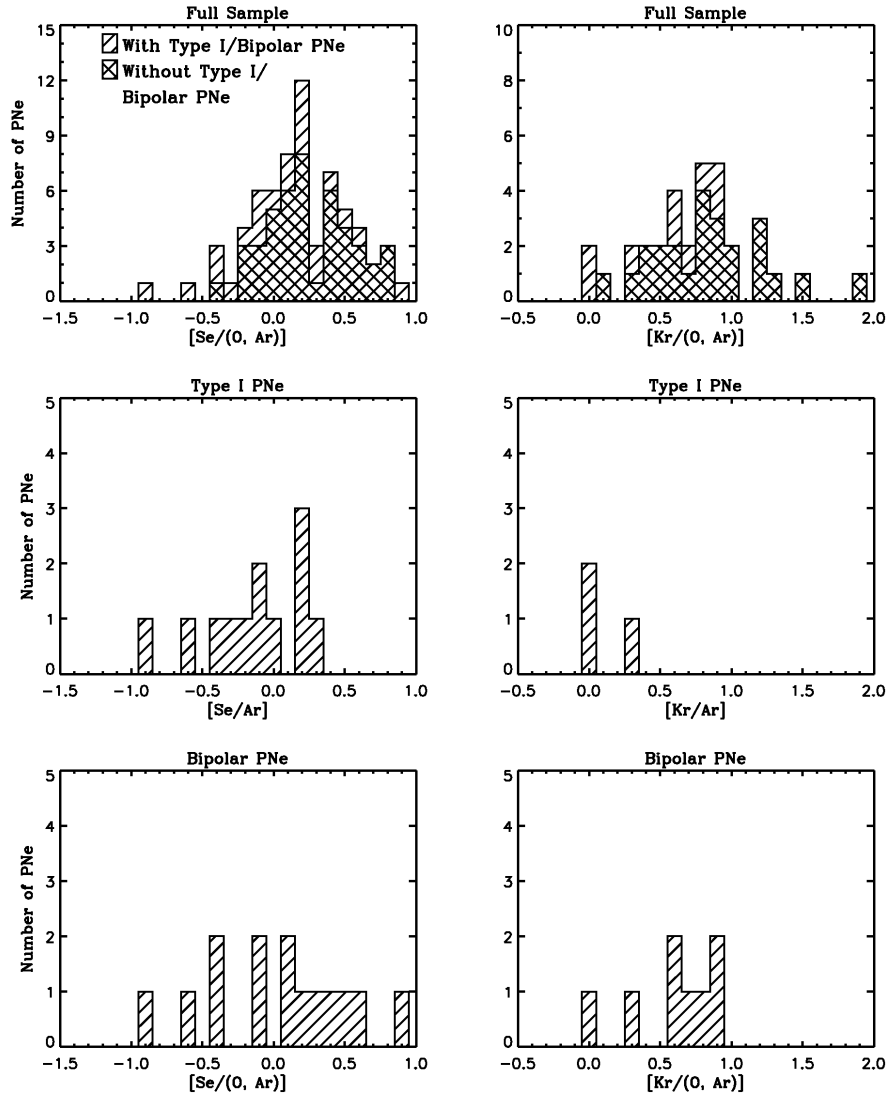 Full Sample
Full Sample
15
12
9
6
3
0
Number of PNe
With Type I/Bipolar PNe
Without Type I/
Bipolar PNe
-1.5 -1.0 -0.5 0.0 0.5 1.0
[Se/(O, Ar)]
10
8
6
4
2
0
-0.5 0.0 0.5 1.0 1.5 2.0
[Kr/(O, Ar)]
Type I PNe
Type I PNe
5
4
3
2
1
0
Number of PNe
-1.5 -1.0 -0.5 0.0 0.5 1.0
[Se/Ar]
5
4
3
2
1
0
-0.5 0.0 0.5 1.0 1.5 2.0
[Kr/Ar]
Bipolar PNe
Bipolar PNe
5
4
3
2
1
0
Number of PNe
-1.5 -1.0 -0.5 0.0 0.5 1.0
[Se/(O, Ar)]
5
4
3
2
1
0
-0.5 0.0 0.5 1.0 1.5 2.0
[Kr/(O, Ar)]